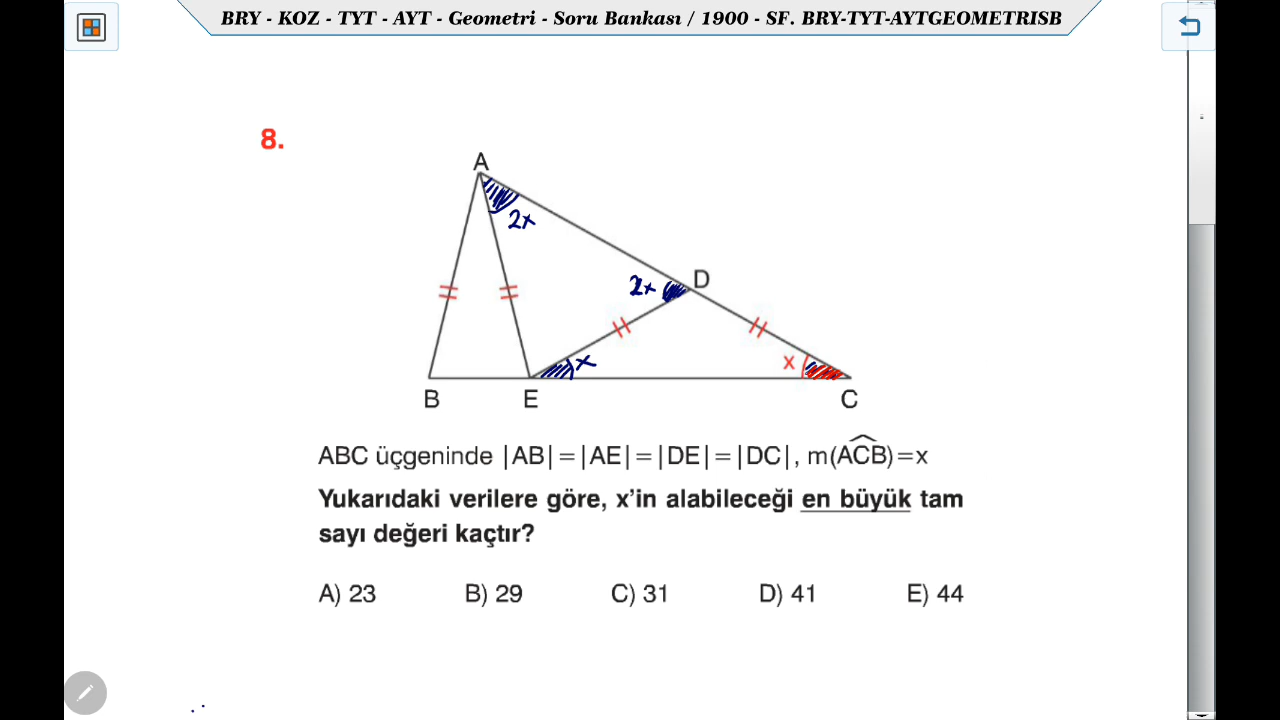 BRY - KOZ - TYT - AYT - Geometri - Soru Bankası / 1900 - SF. BRY-TYT-AYTGEOMETRISB
8.
A
2x
2x D
x x
B E C
ABC üçgeninde |AB| = |AE| = |DE| = |DC|, m(ACB)=x
Yukarıdaki verilere göre, x'in alabileceği en büyük tam
sayı değeri kaçtır?
A) 23 B) 29 C) 31 D) 41 E) 44